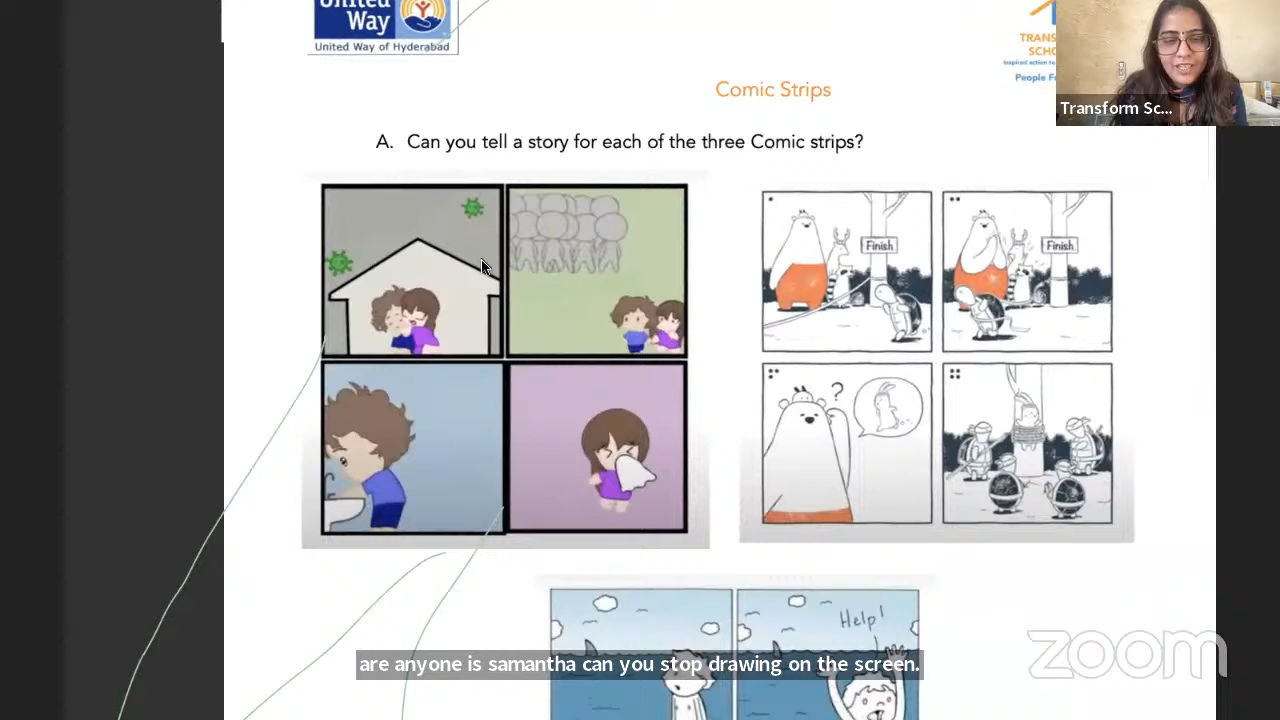 United
Way
United Way of Hyderabad
TRANS
SCHO
People F
Transform Sc...
Comic Strips
A. Can you tell a story for each of the three Comic strips?
Finish
Finish
?
Help!
are anyone is samantha can you stop drawing on the screen.
zoom